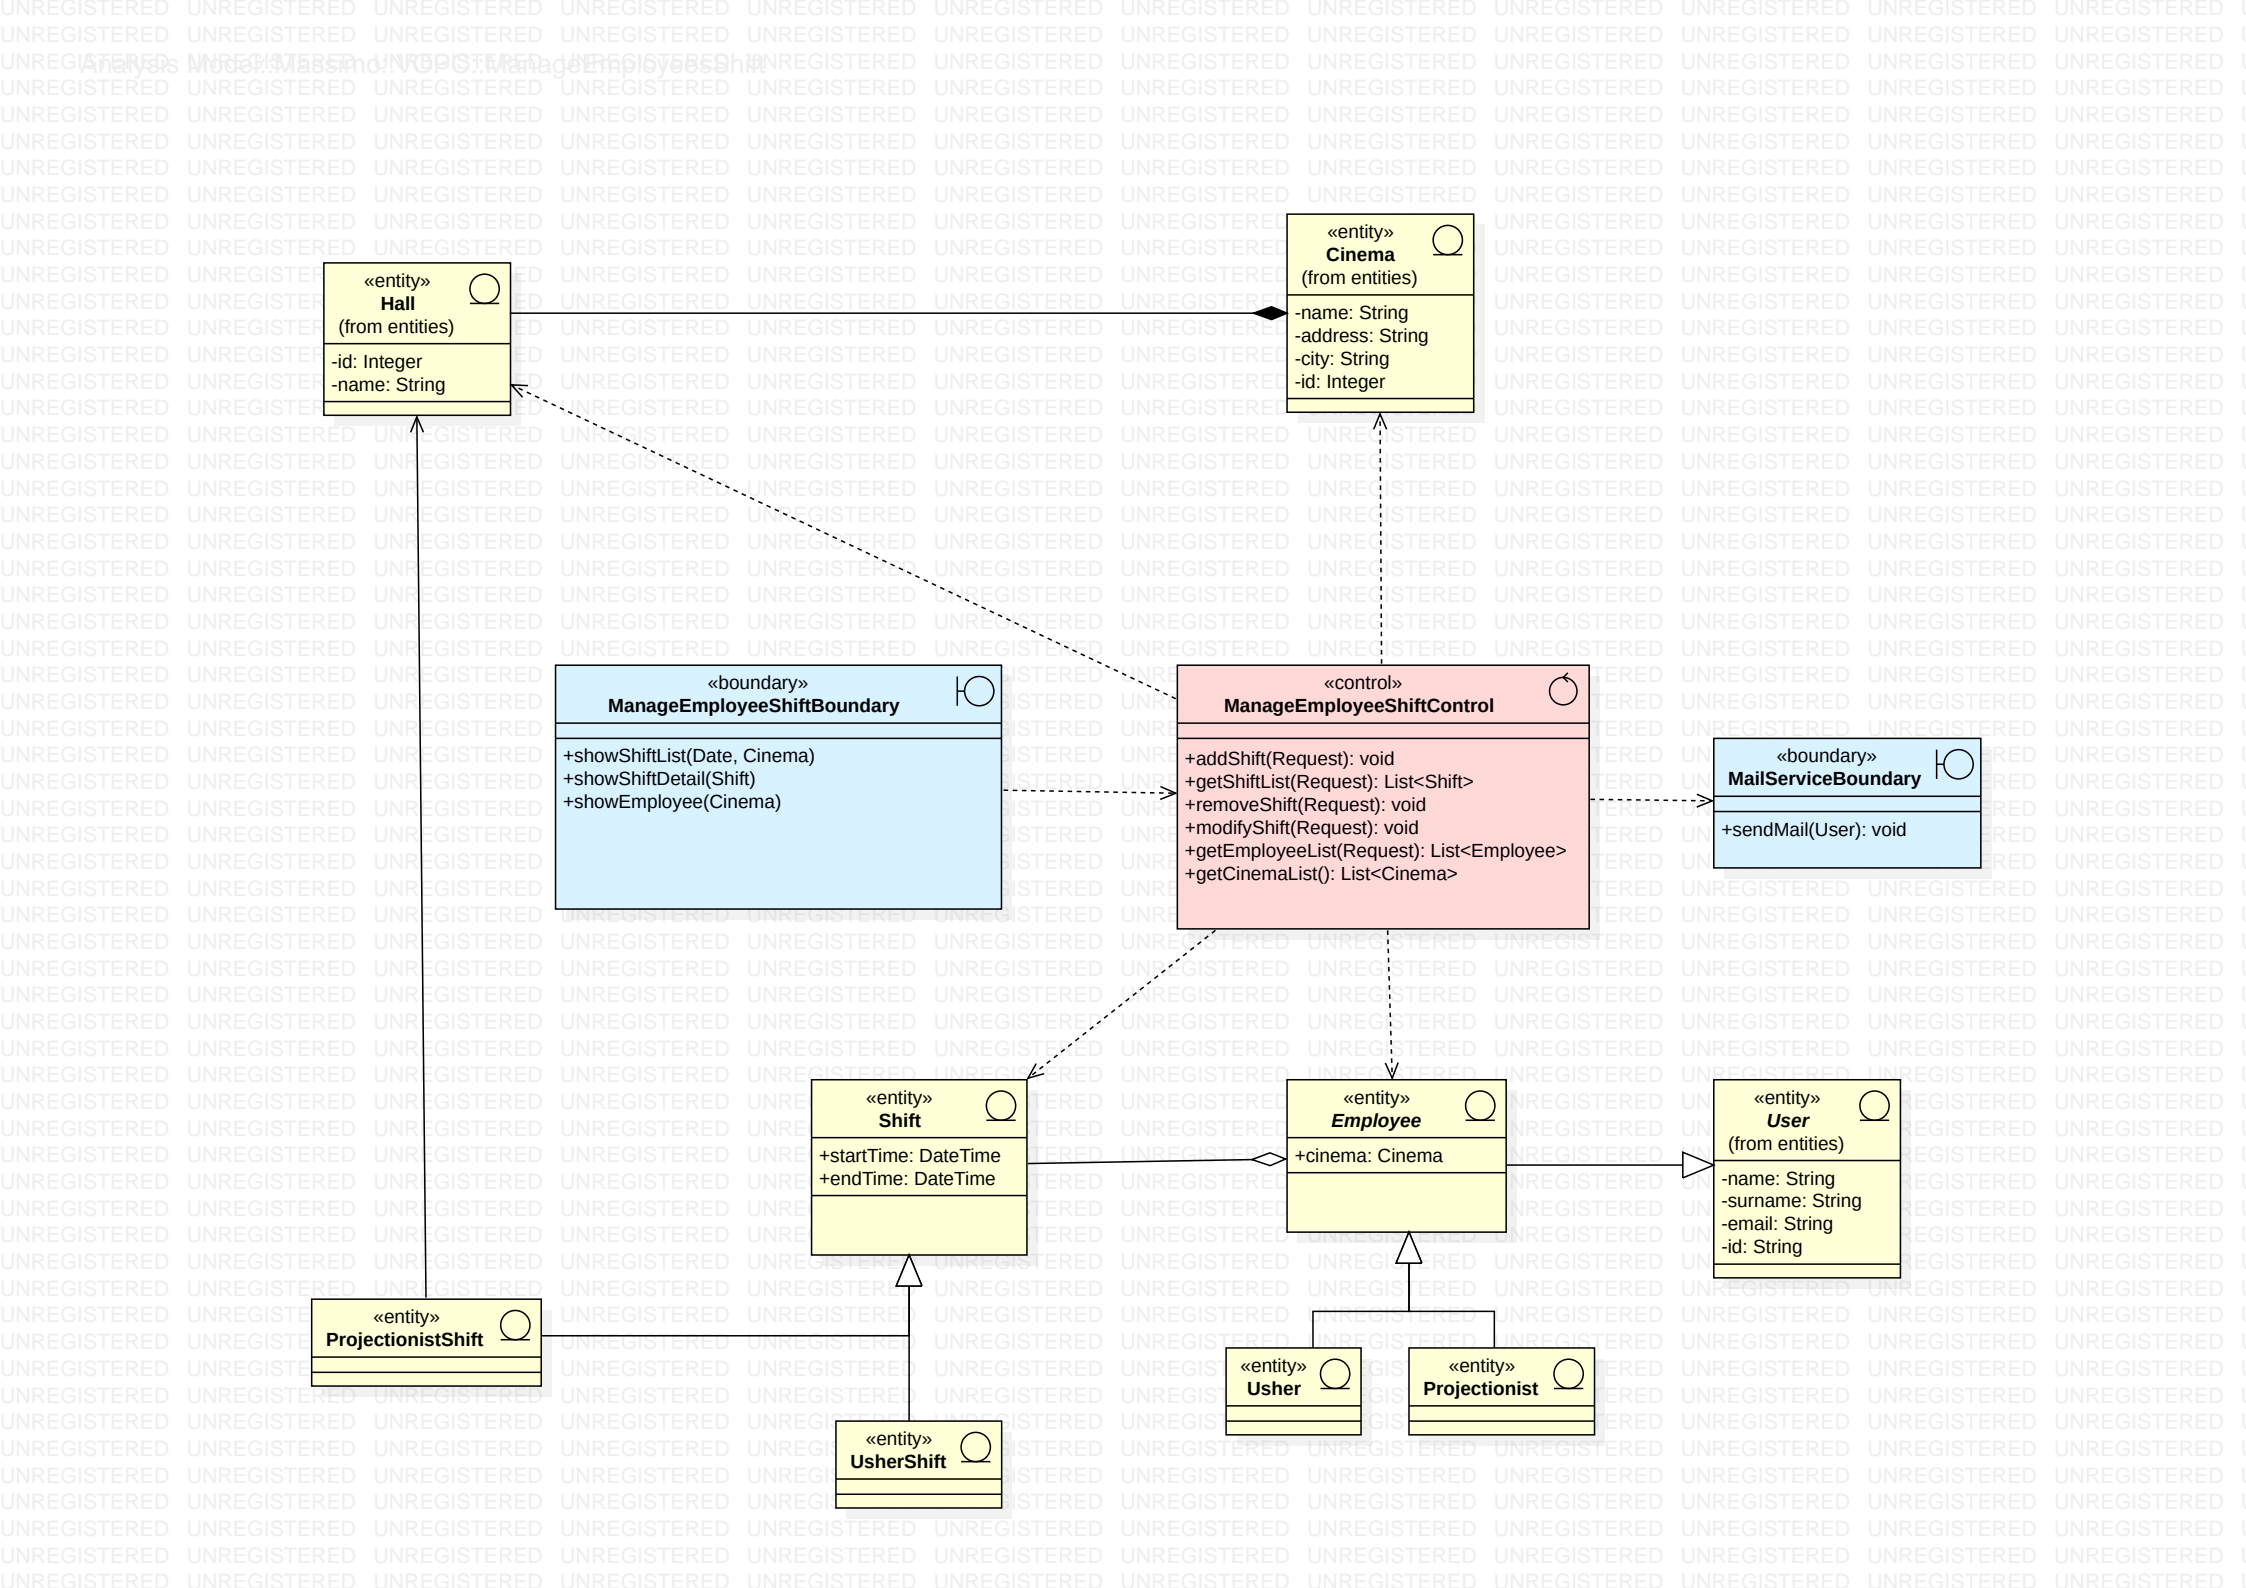 Analysis Model::Massimo::VOPC::ManageEmployeesShift
UNREGISTERED
«entity»
Cinema
(from entities)
-name: String
-address: String
-city: String
-id: Integer
«entity»
Hall
(from entities)
-id: Integer
-name: String
«boundary»
ManageEmployeeShiftBoundary
+showShiftList(Date, Cinema)
+showShiftDetail(Shift)
+showEmployee(Cinema)
«control»
ManageEmployeeShiftControl
+addShift(Request): void
+getShiftList(Request): List<Shift>
+removeShift(Request): void
+modifyShift(Request): void
+getEmployeeList(Request): List<Employee>
+getCinemaList(): List<Cinema>
«boundary»
MailServiceBoundary
+sendMail(User): void
«entity»
Shift
+startTime: DateTime
+endTime: DateTime
«entity»
Employee
+cinema: Cinema
«entity»
User
(from entities)
-name: String
-surname: String
-email: String
-id: String
«entity»
ProjectionistShift
«entity»
Usher
«entity»
Projectionist
«entity»
UsherShift